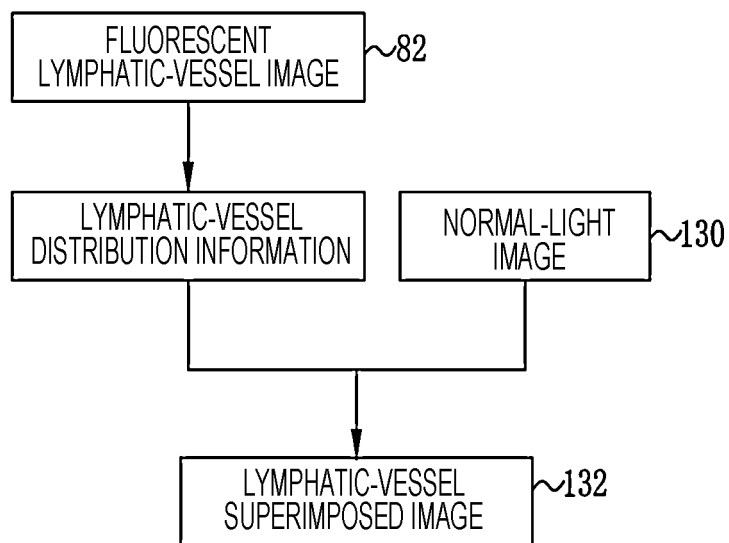 FLUORESCENT
LYMPHATIC-VESSEL IMAGE
82
LYMPHATIC-VESSEL
DISTRIBUTION INFORMATION
NORMAL-LIGHT
IMAGE
130
LYMPHATIC-VESSEL
SUPERIMPOSED IMAGE
132